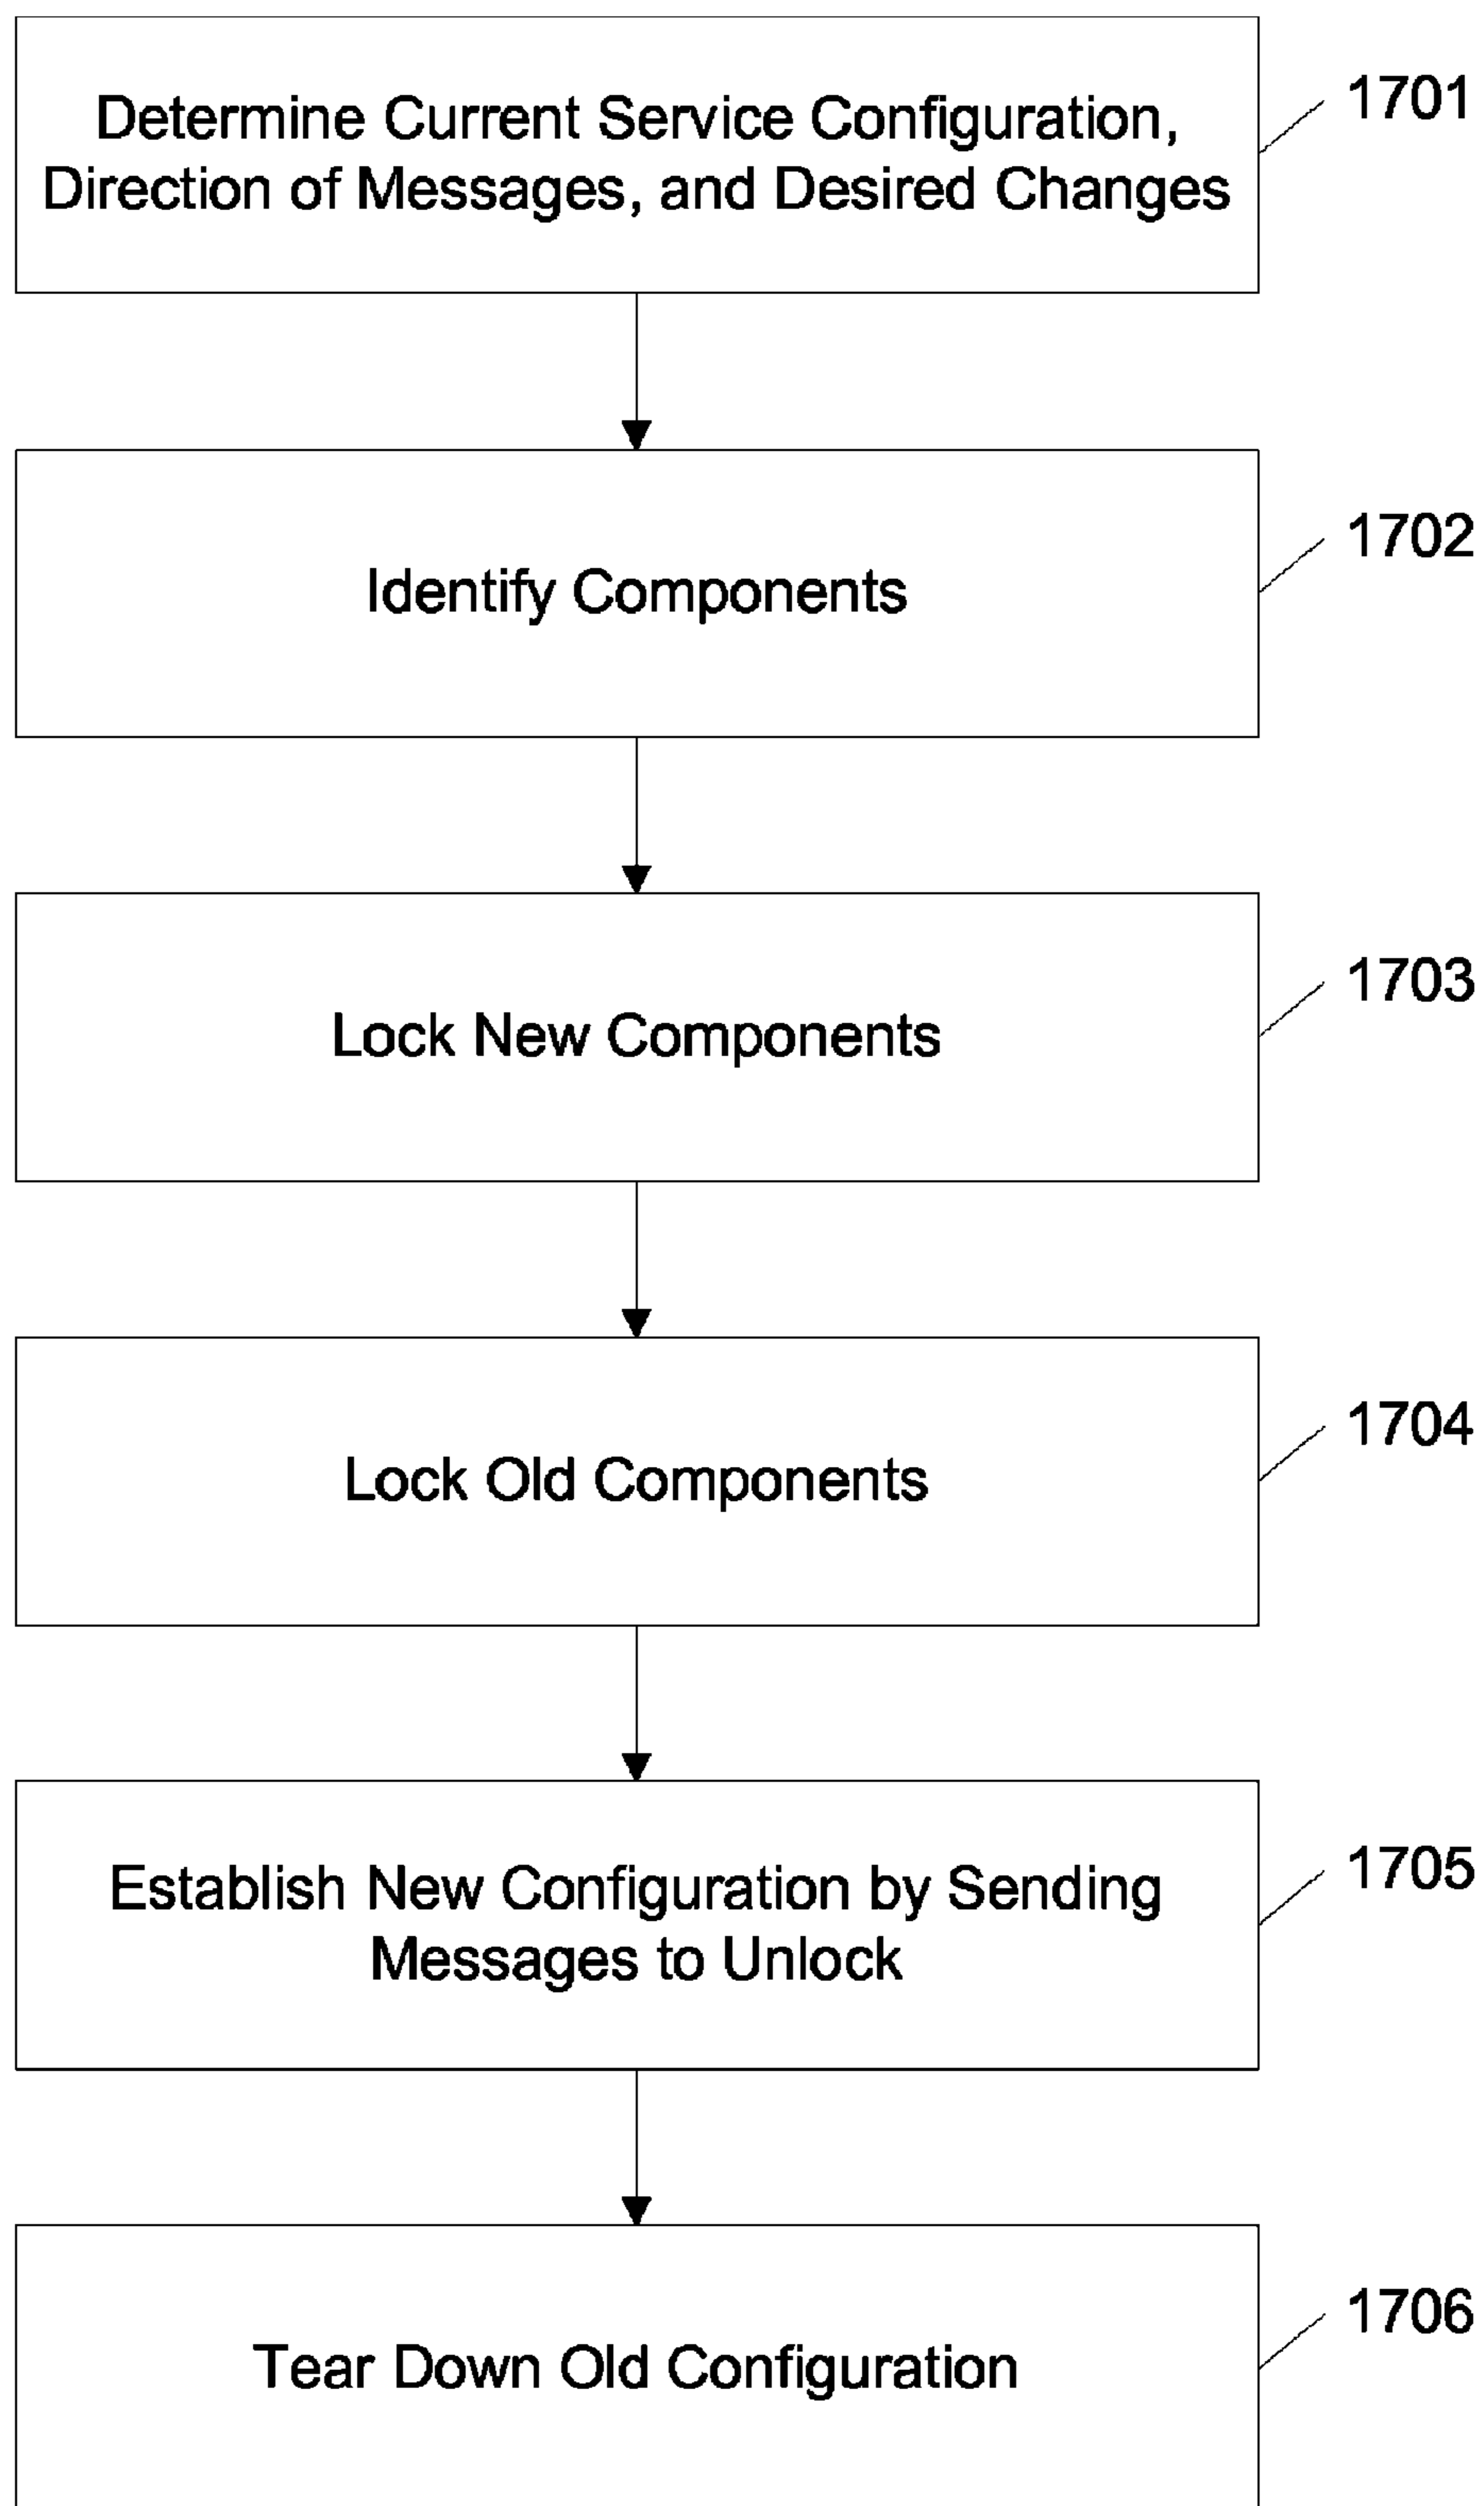 Determine Current Service Configuration,
Direction of Messages, and Desired Changes
1701
Identify Components
1702
Lock New Components
1703
Lock Old Components
1704
Establish New Configuration by Sending
Messages to Unlock
1705
Tear Down Old Configuration
1706